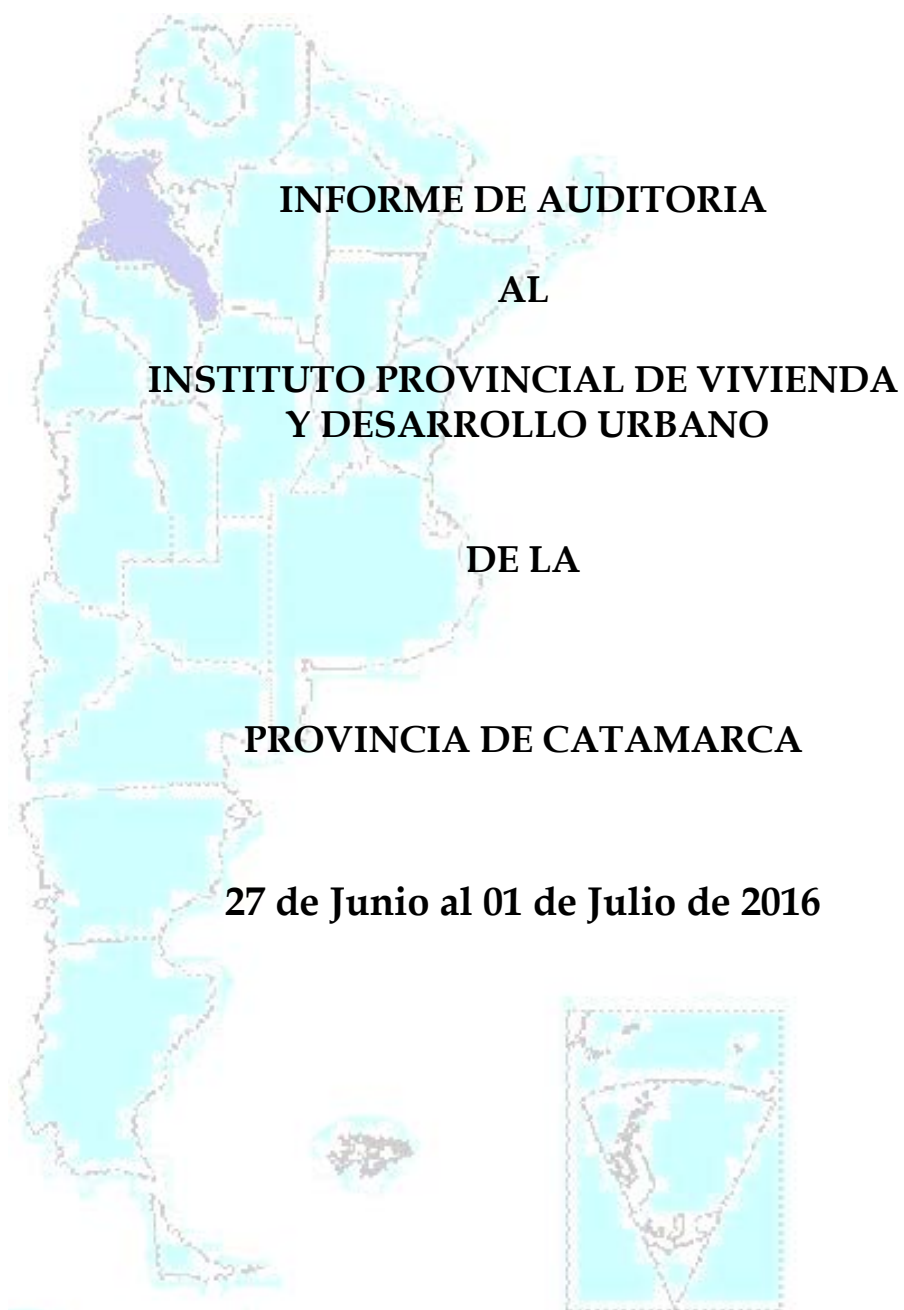 INFORME DE AUDITORIA
AL
INSTITUTO PROVINCIAL DE VIVIENDA
Y DESARROLLO URBANO
DE LA
PROVINCIA DE CATAMARCA
27 de Junio al 01 de Julio de 2016